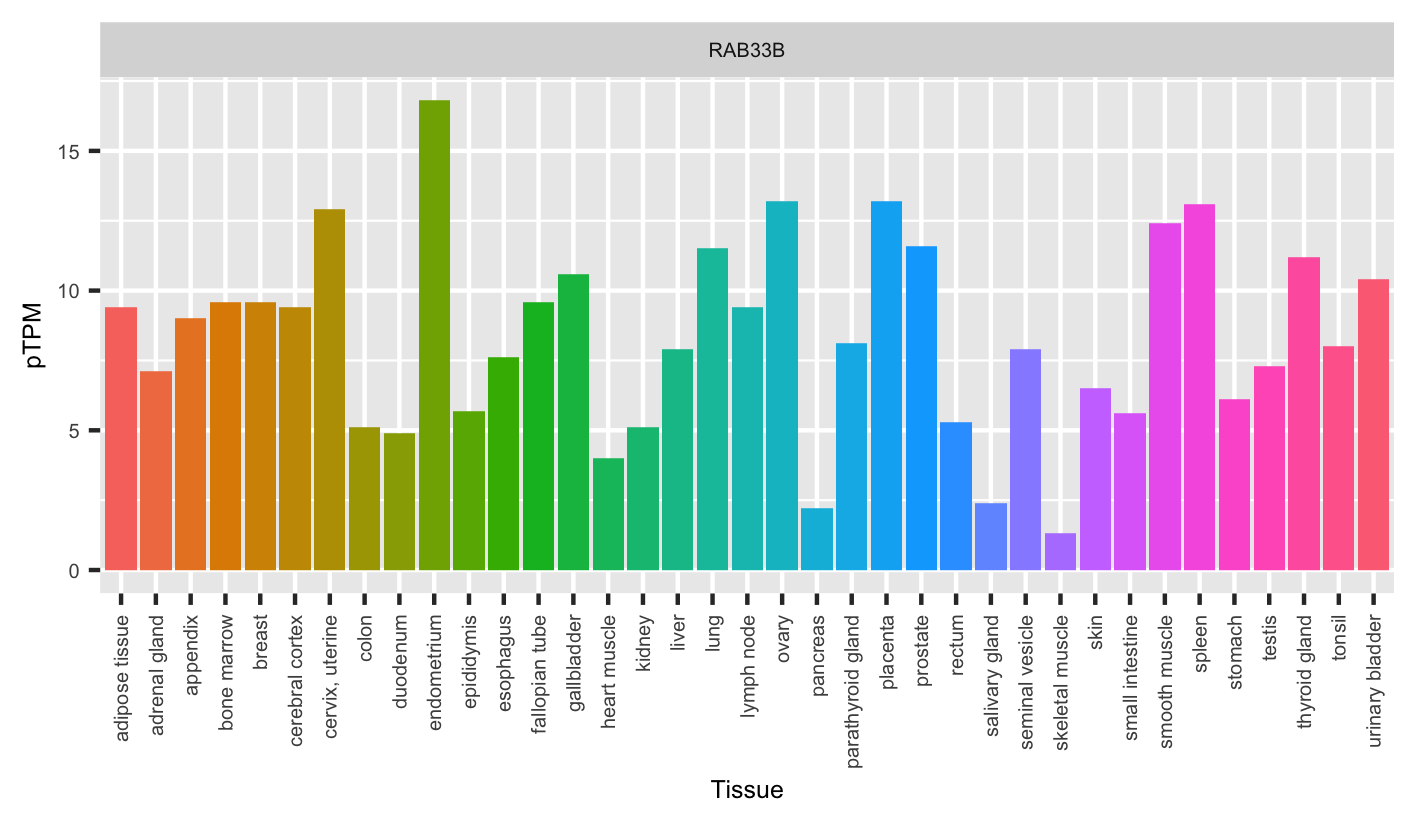 RAB33B
15
10
5
0
pTPM
adipose tissue
adrenal gland
appendix
bone marrow
breast
cerebral cortex
cervix, uterine
colon
duodenum
endometrium
epididymis
esophagus
fallopian tube
gallbladder
heart muscle
kidney
liver
lung
lymph node
ovary
pancreas
parathyroid gland
placenta
prostate
rectum
salivary gland
seminal vesicle
skeletal muscle
skin
small intestine
smooth muscle
spleen
stomach
testis
thyroid gland
tonsil
urinary bladder
Tissue